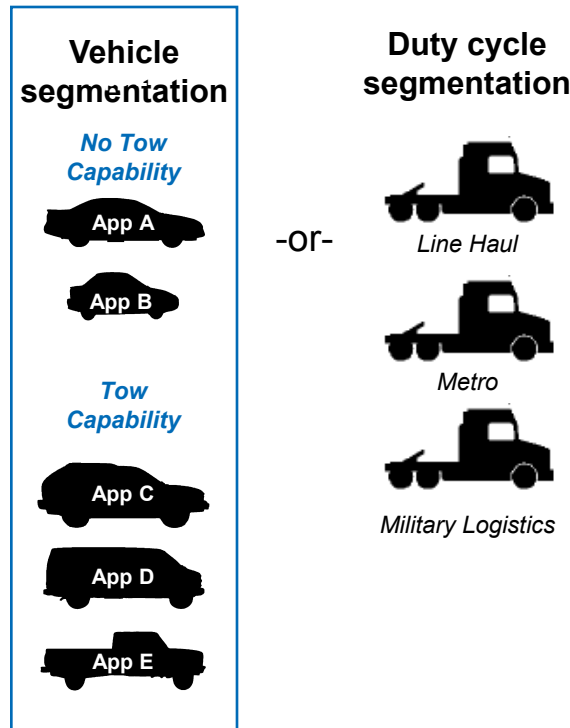 Vehicle
segmentation
No Tow
Capability
App A
App B
Tow
Capability
App C
App D
App E
-or-
Duty cycle
segmentation
Line Haul
Metro
Military Logistics